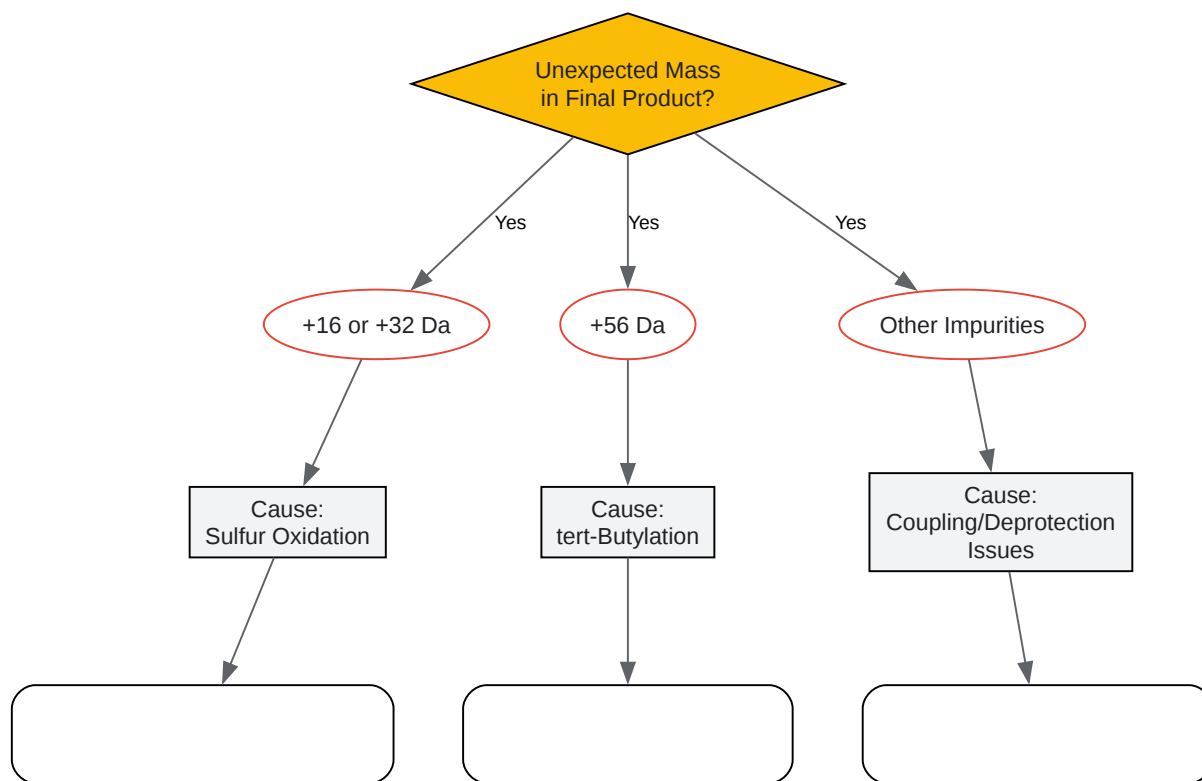 Unexpected Mass
in Final Product?
Yes
Yes
Yes
+16 or +32 Da
+56 Da
Other Impurities
Cause:
Sulfur Oxidation
Cause:
tert-Butylation
Cause:
Coupling/Deprotection
Issues